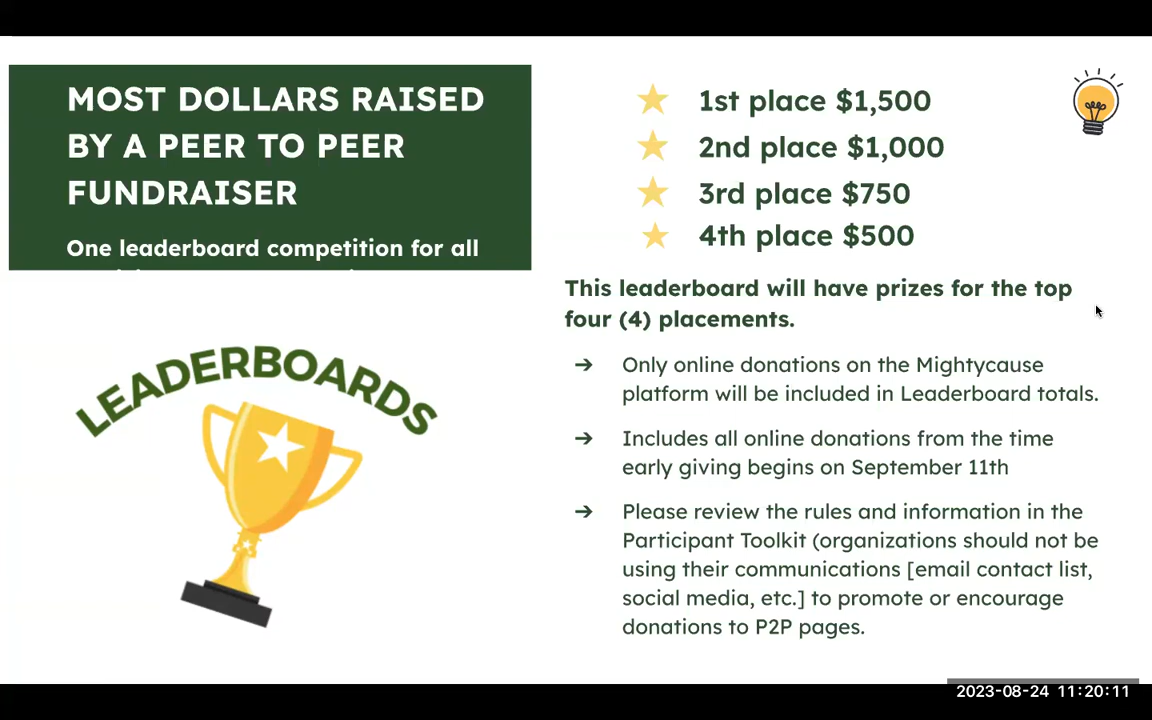 MOST DOLLARS RAISED
BY A PEER TO PEER
FUNDRAISER
One leaderboard competition for all
LEADERBOARDS
1st place $1,500
2nd place $1,000
3rd place $750
4th place $500
This leaderboard will have prizes for the top
four (4) placements.
➔ Only online donations on the Mightycause
platform will be included in Leaderboard totals.
➔ Includes all online donations from the time
early giving begins on September 11th
➔ Please review the rules and information in the
Participant Toolkit (organizations should not be
using their communications [email contact list,
social media, etc.] to promote or encourage
donations to P2P pages.
2023-08-24 11:20:11